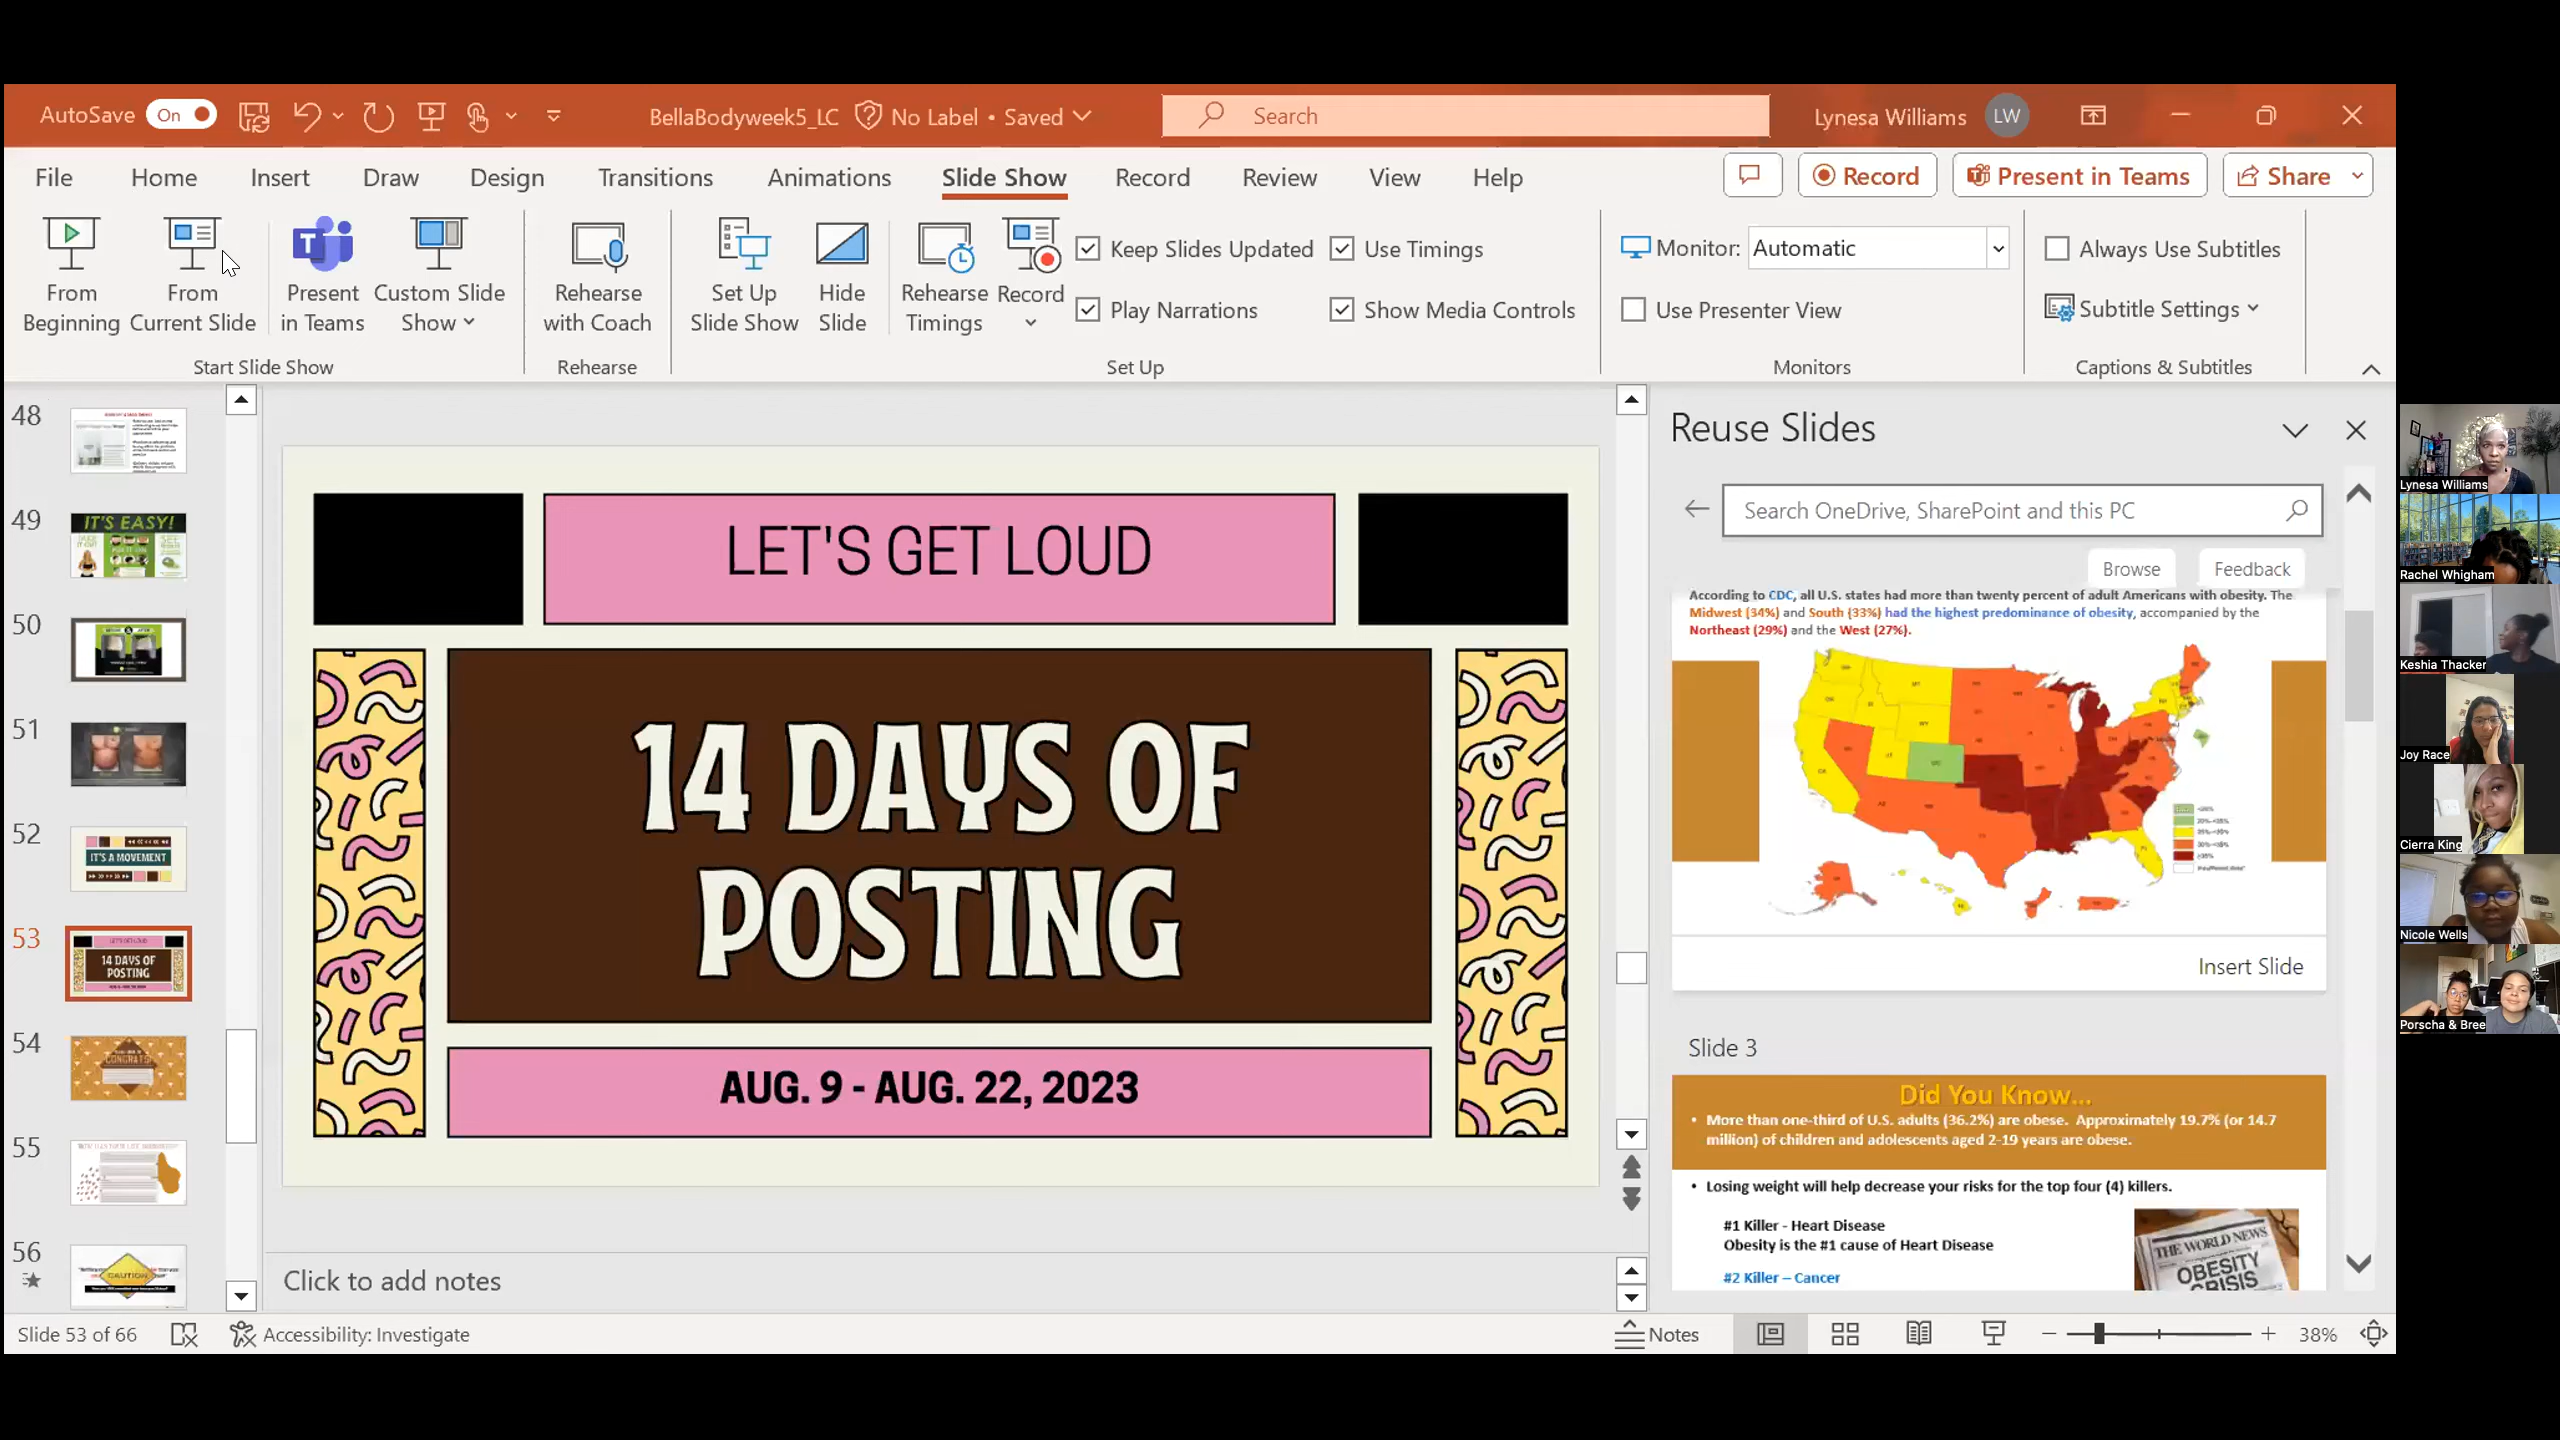 AutoSave On BellaBodyweek5_LC No Label • Saved Search Lynesa Williams LW
File Home Insert Draw Design Transitions Animations Slide Show Record Review View Help Record Present in Teams Share
From Beginning
From Current Slide
Present in Teams
Custom Slide Show
Rehearse with Coach
Set Up Slide Show
Hide Slide
Rehearse Timings
Record
Keep Slides Updated
Use Timings
Play Narrations
Show Media Controls
Monitor: Automatic
Use Presenter View
Always Use Subtitles
Subtitle Settings
Start Slide Show Rehearse Set Up Monitors Captions & Subtitles
48
49
IT'S EASY!
50
51
52
IT'S A MOVEMENT
53
LET'S GET LOUD
14 DAYS OF
POSTING
54
CONGRATS!
55
56
CAUTION
LET'S GET LOUD
14 DAYS OF
POSTING
AUG. 9 - AUG. 22, 2023
Click to add notes
Reuse Slides
Search OneDrive, SharePoint and this PC
Browse Feedback
According to CDC, all U.S. states had more than twenty percent of adult Americans with obesity. The
Midwest (34%) and South (33%) had the highest predominance of obesity, accompanied by the
Northeast (29%) and the West (27%).
Insert Slide
Slide 3
Did You Know...
• More than one-third of U.S. adults (36.2%) are obese. Approximately 19.7% (or 14.7
million) of children and adolescents aged 2-19 years are obese.
• Losing weight will help decrease your risks for the top four (4) killers.
#1 Killer - Heart Disease
Obesity is the #1 cause of Heart Disease
#2 Killer – Cancer
THE WORLD NEWS
OBESITY
CRISIS
Lynesa Williams
Rachel Whigham
Keshia Thacker
Joy Race
Cierra King
Nicole Wells
Porscha & Bree
Slide 53 of 66 Accessibility: Investigate Notes 38%